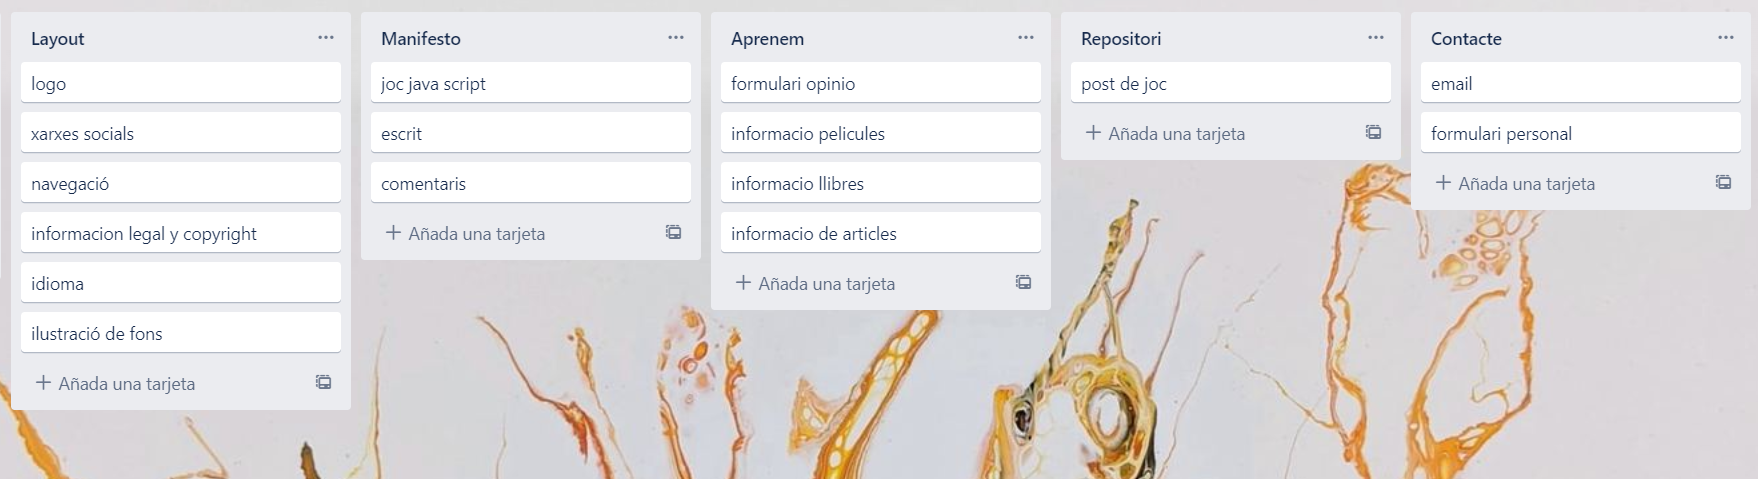 Layout
logo
xarxes socials
navegació
informacion legal y copyright
idioma
ilustració de fons
Añada una tarjeta
Manifesto
joc java script
escrit
comentaris
Añada una tarjeta
Aprenem
formulari opinio
informacio pelicules
informacio llibres
informacio de articles
Añada una tarjeta
Repositori
post de joc
Añada una tarjeta
Contacte
email
formulari personal
Añada una tarjeta